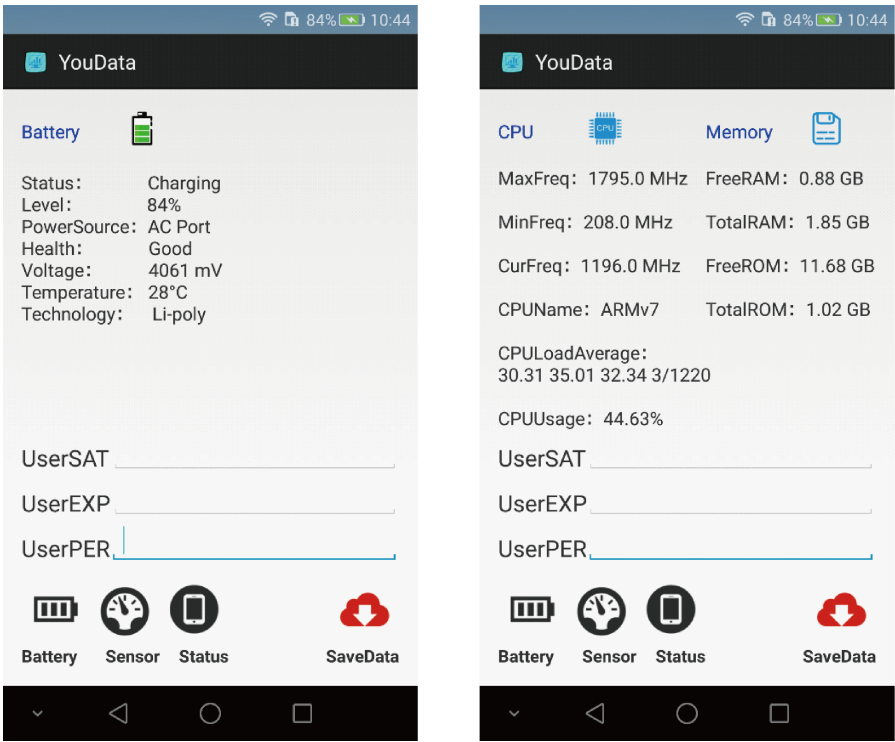 84% 10:44
YouData
Battery
Status: Charging
Level: 84%
PowerSource: AC Port
Health: Good
Voltage: 4061 mV
Temperature: 28°C
Technology: Li-poly
UserSAT
UserEXP
UserPER
Battery Sensor Status SaveData
84% 10:44
YouData
CPU Memory
CPU
MaxFreq: 1795.0 MHz FreeRAM: 0.88 GB
MinFreq: 208.0 MHz TotalRAM: 1.85 GB
CurFreq: 1196.0 MHz FreeROM: 11.68 GB
CPUName: ARMv7 TotalROM: 1.02 GB
CPULoadAverage:
30.31 35.01 32.34 3/1220
CPUUsage: 44.63%
UserSAT
UserEXP
UserPER
Battery Sensor Status SaveData